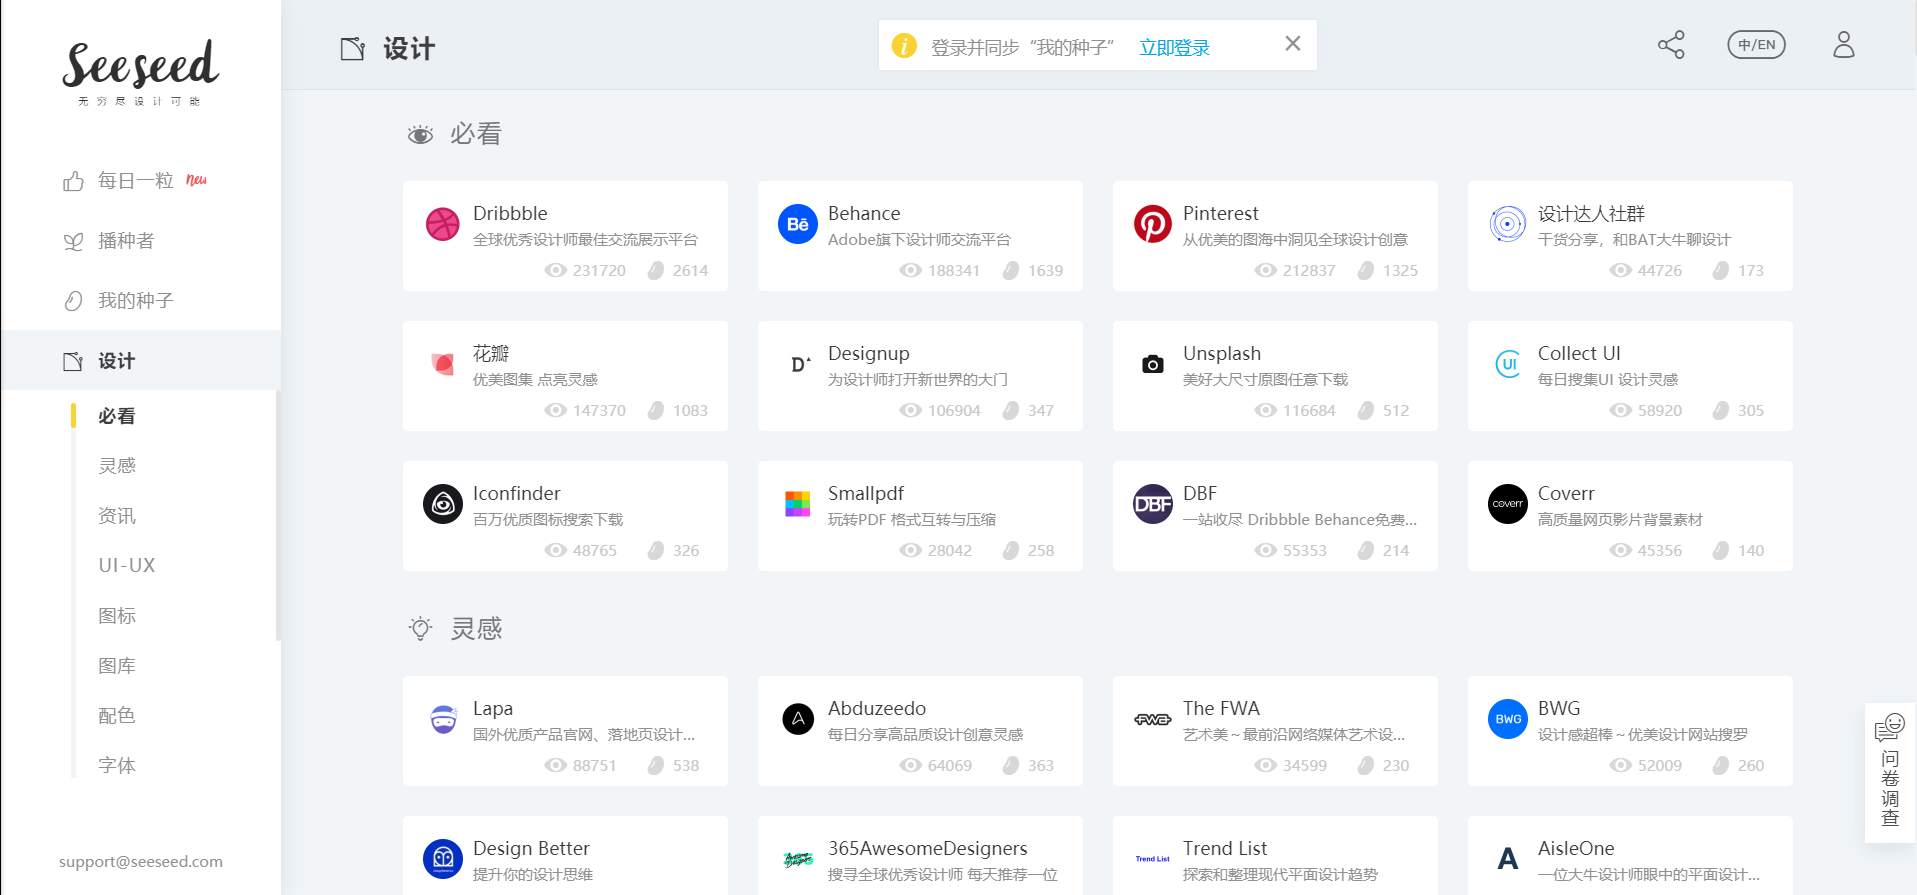 Seeseed
无穷尽设计可能
每日一粒 New
播种者
我的种子
设计
必看
灵感
资讯
UI-UX
图标
图库
配色
字体
support@seeseed.com
设计
登录并同步“我的种子” 立即登录
中/EN
必看
Dribbble
全球优秀设计师最佳交流展示平台
231720 2614
Bē
Behance
Adobe旗下设计师交流平台
188341 1639
Pinterest
从优美的图海中洞见全球设计创意
212837 1325
设计达人社群
干货分享，和BAT大牛聊设计
44726 173
花瓣
优美图集 点亮灵感
147370 1083
D
Designup
为设计师打开新世界的大门
106904 347
Unsplash
美好大尺寸原图任意下载
116684 512
UI
Collect UI
每日搜集UI 设计灵感
58920 305
Iconfinder
百万优质图标搜索下载
48765 326
Smallpdf
玩转PDF 格式互转与压缩
28042 258
DBF
DBF
一站收尽 Dribbble Behance免费...
55353 214
coverr
Coverr
高质量网页影片背景素材
45356 140
灵感
Lapa
国外优质产品官网、落地页设计...
88751 538
A
Abduzeedo
每日分享高品质设计创意灵感
64069 363
FWA
The FWA
艺术美～最前沿网络媒体艺术设...
34599 230
BWG
BWG
设计感超棒～优美设计网站搜罗
52009 260
Design Better
提升你的设计思维
365AwesomeDesigners
搜寻全球优秀设计师 每天推荐一位
Trend List
Trend List
探索和整理现代平面设计趋势
A
AisleOne
一位大牛设计师眼中的平面设计...
问卷调查